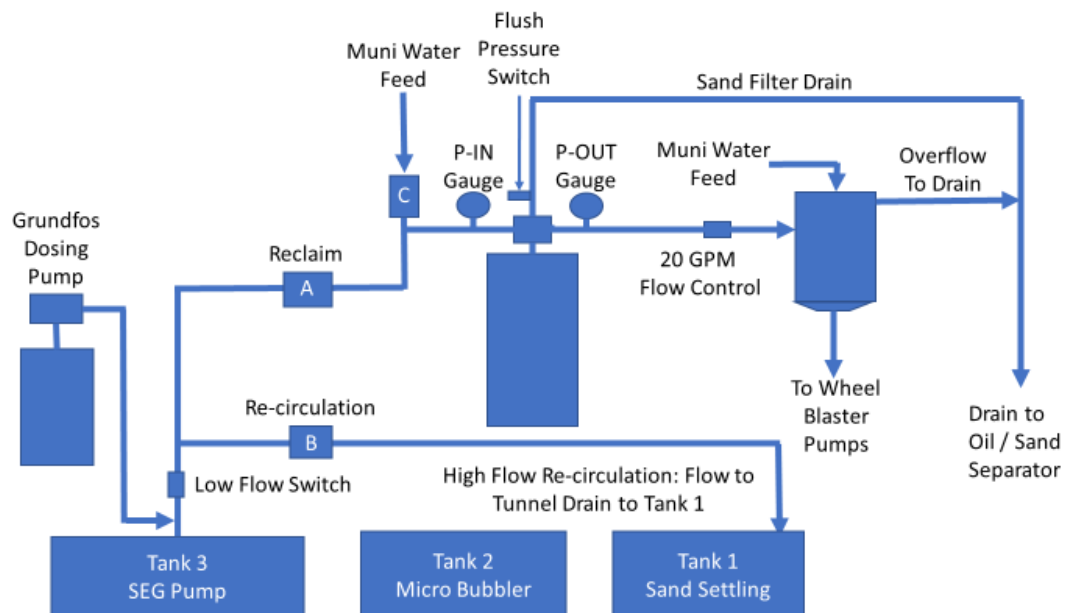 Flush
Pressure
Switch
Muni Water
Feed
Sand Filter Drain
P-IN
Gauge
P-OUT
Gauge
Muni Water
Feed
Overflow
To Drain
C
Grundfos
Dosing
Pump
Reclaim
A
20 GPM
Flow Control
To Wheel
Blaster
Pumps
Drain to
Oil / Sand
Separator
Re-circulation
B
Low Flow Switch
High Flow Re-circulation: Flow to
Tunnel Drain to Tank 1
Tank 3
SEG Pump
Tank 2
Micro Bubbler
Tank 1
Sand Settling